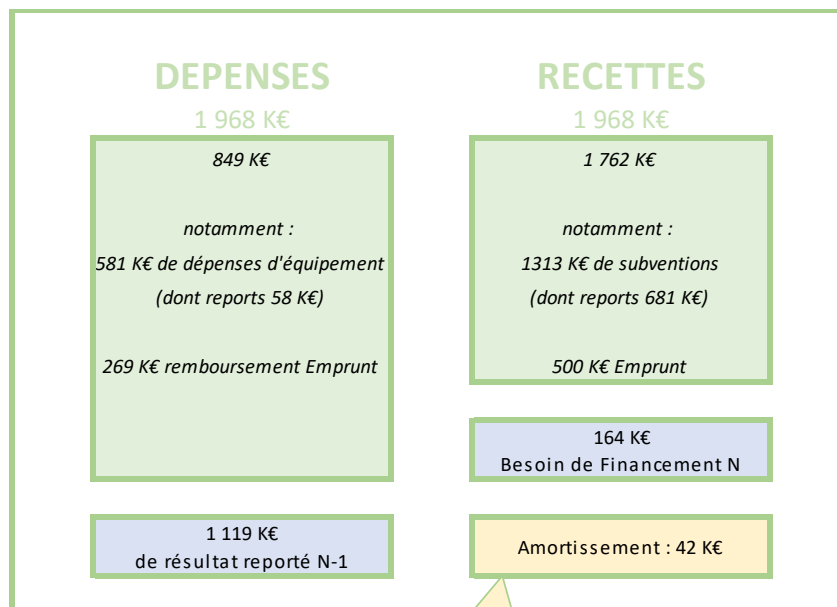 DEPENSES
1 968 K€
849 K€
notamment :
581 K€ de dépenses d'équipement
(dont reports 58 K€)
269 K€ remboursement Emprunt
1 119 K€
de résultat reporté N-1
RECETTES
1 968 K€
1 762 K€
notamment :
1313 K€ de subventions
(dont reports 681 K€)
500 K€ Emprunt
164 K€
Besoin de Financement N
Amortissement : 42 K€